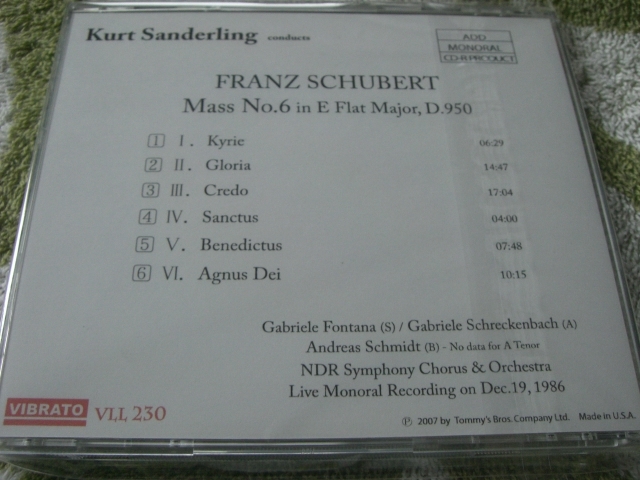 Kurt Sanderling conducts
ADD
MONORAL
CD-R PRCDUCT
FRANZ SCHUBERT
Mass No.6 in E Flat Major, D.950
1 I. Kyrie 06:29
2 II. Gloria 14:47
3 III. Credo 17:04
4 IV. Sanctus 04:00
5 V. Benedictus 07:48
6 VI. Agnus Dei 10:15
Gabriele Fontana (S) / Gabriele Schreckenbach (A)
Andreas Schmidt (B) - No data for A Tenor
NDR Symphony Chorus & Orchestra
Live Monoral Recording on Dec.19, 1986
VIBRATO VLL 230
℗ 2007 by Tommy's Bros. Company Ltd. Made in U.S.A.